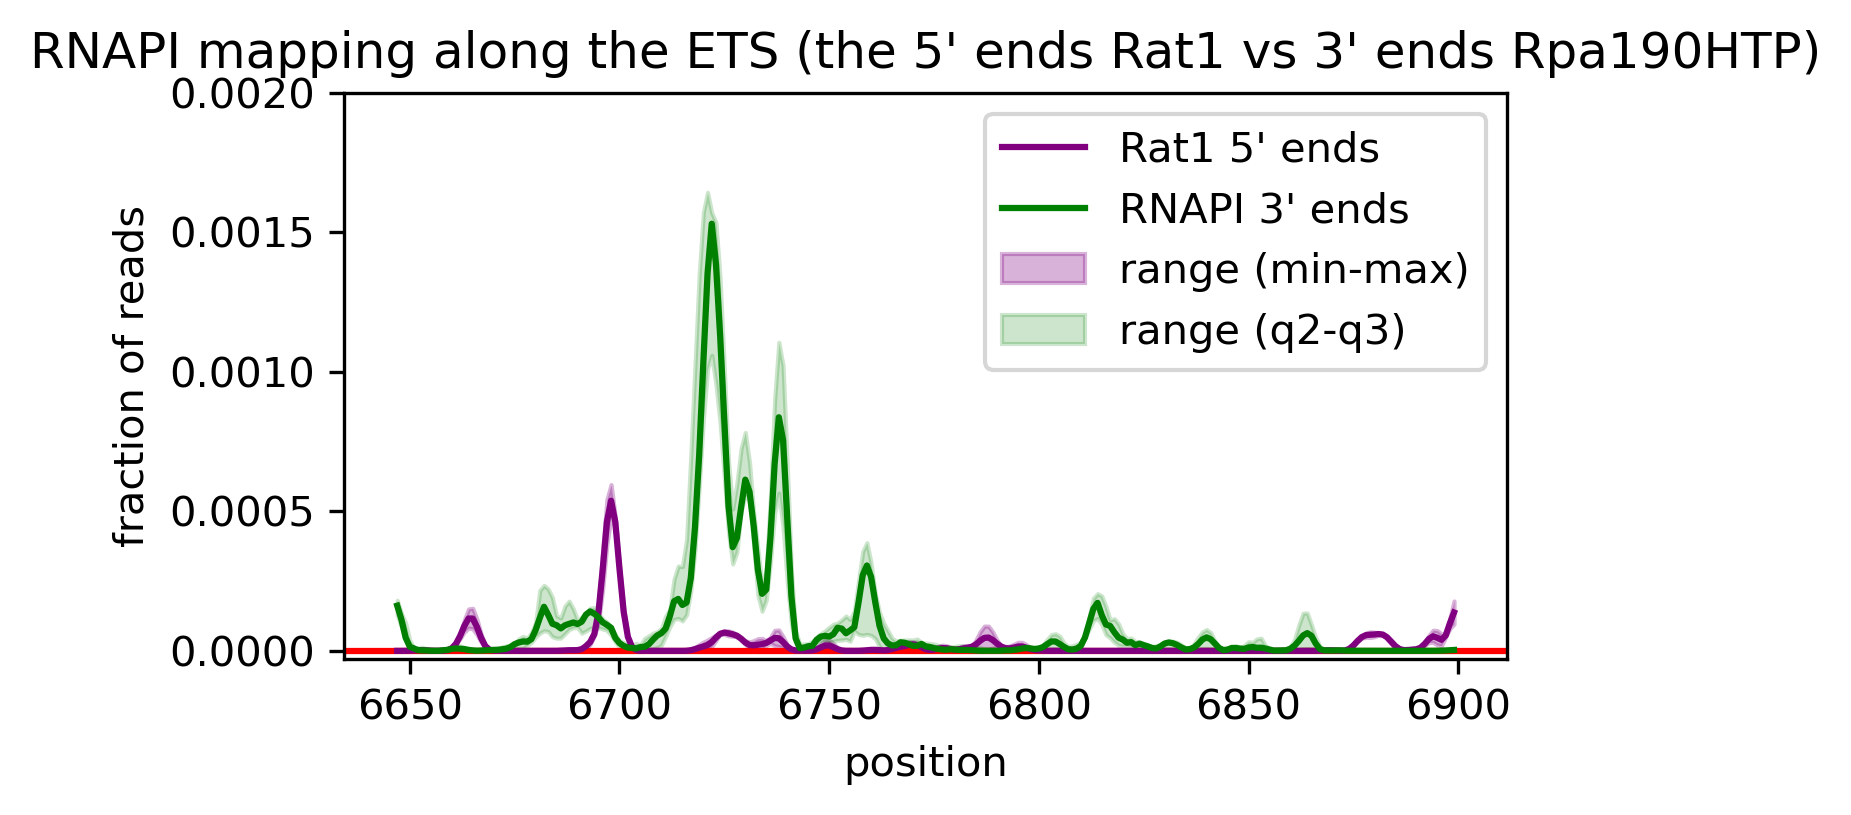 RNAPI mapping along the ETS (the 5' ends Rat1 vs 3' ends Rpa190HTP)
fraction of reads
0.0020
0.0015
0.0010
0.0005
0.0000
Rat1 5' ends
RNAPI 3' ends
range (min-max)
range (q2-q3)
6650 6700 6750 6800 6850 6900
position